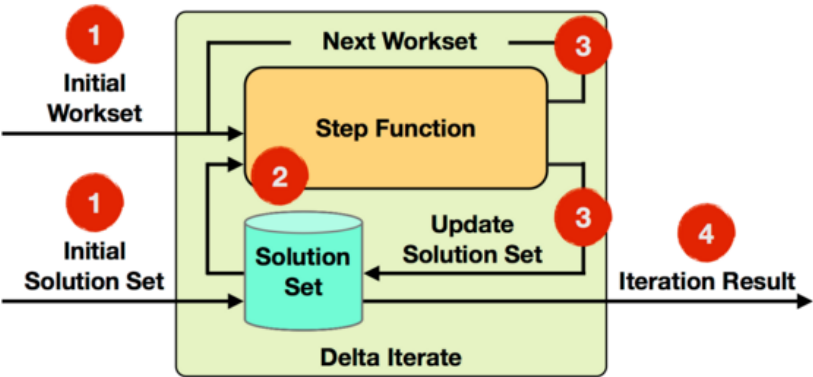 1
Initial
Workset
Next Workset
3
Step Function
2
1
Initial
Solution Set
Solution
Set
Update
Solution Set
3
4
Iteration Result
Delta Iterate